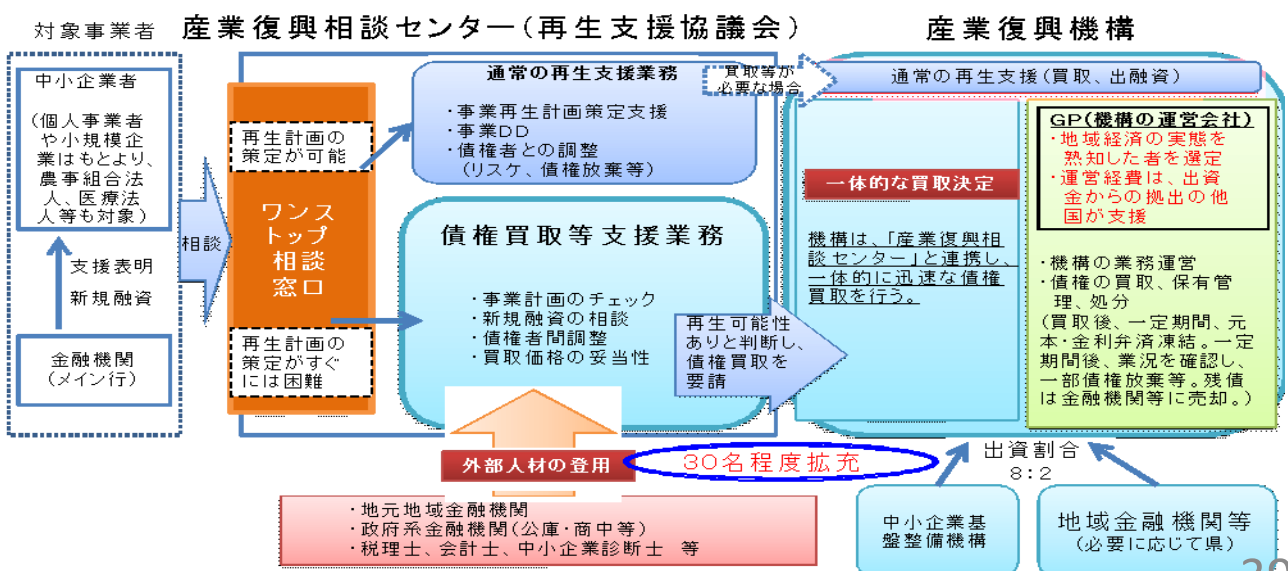 対象事業者
産業復興相談センター(再生支援協議会)
産業復興機構
中小企業者
(個人事業者
や小規模企
業はもとより、
農事組合法
人、医療法
人等も対象)
支援表明
新規融資
金融機関
(メイン行)
相談
再生計画の
策定が可能
ワンス
トップ
相談
窓口
再生計画の
策定がすぐ
には困難
通常の再生支援業務
・事業再生計画策定支援
・事業DD
・債権者との調整
(リスケ、債権放棄等)
買取等が
必要な場合
債権買取等支援業務
・事業計画のチェック
・新規融資の相談
・債権者間調整
・買取価格の妥当性
再生可能性
ありと判断し、
債権買取を
要請
外部人材の登用
30名程度拡充
・地元地域金融機関
・政府系金融機関(公庫・商中等)
・税理士、会計士、中小企業診断士 等
通常の再生支援(買取、出融資)
一体的な買取決定
機構は、「産業復興相
談センター」と連携し、
一体的に迅速な債権
買取を行う。
GP(機構の運営会社)
・地域経済の実態を
熟知した者を選定
・運営経費は、出資
金からの拠出の他
国が支援
・機構の業務運営
・債権の買取、保有管
理、処分
(買取後、一定期間、元
本・金利弁済凍結。一定
期間後、業況を確認し、
一部債権放棄等。残債
は金融機関等に売却。)
出資割合
8:2
中小企業基
盤整備機構
地域金融機関等
(必要に応じて県)